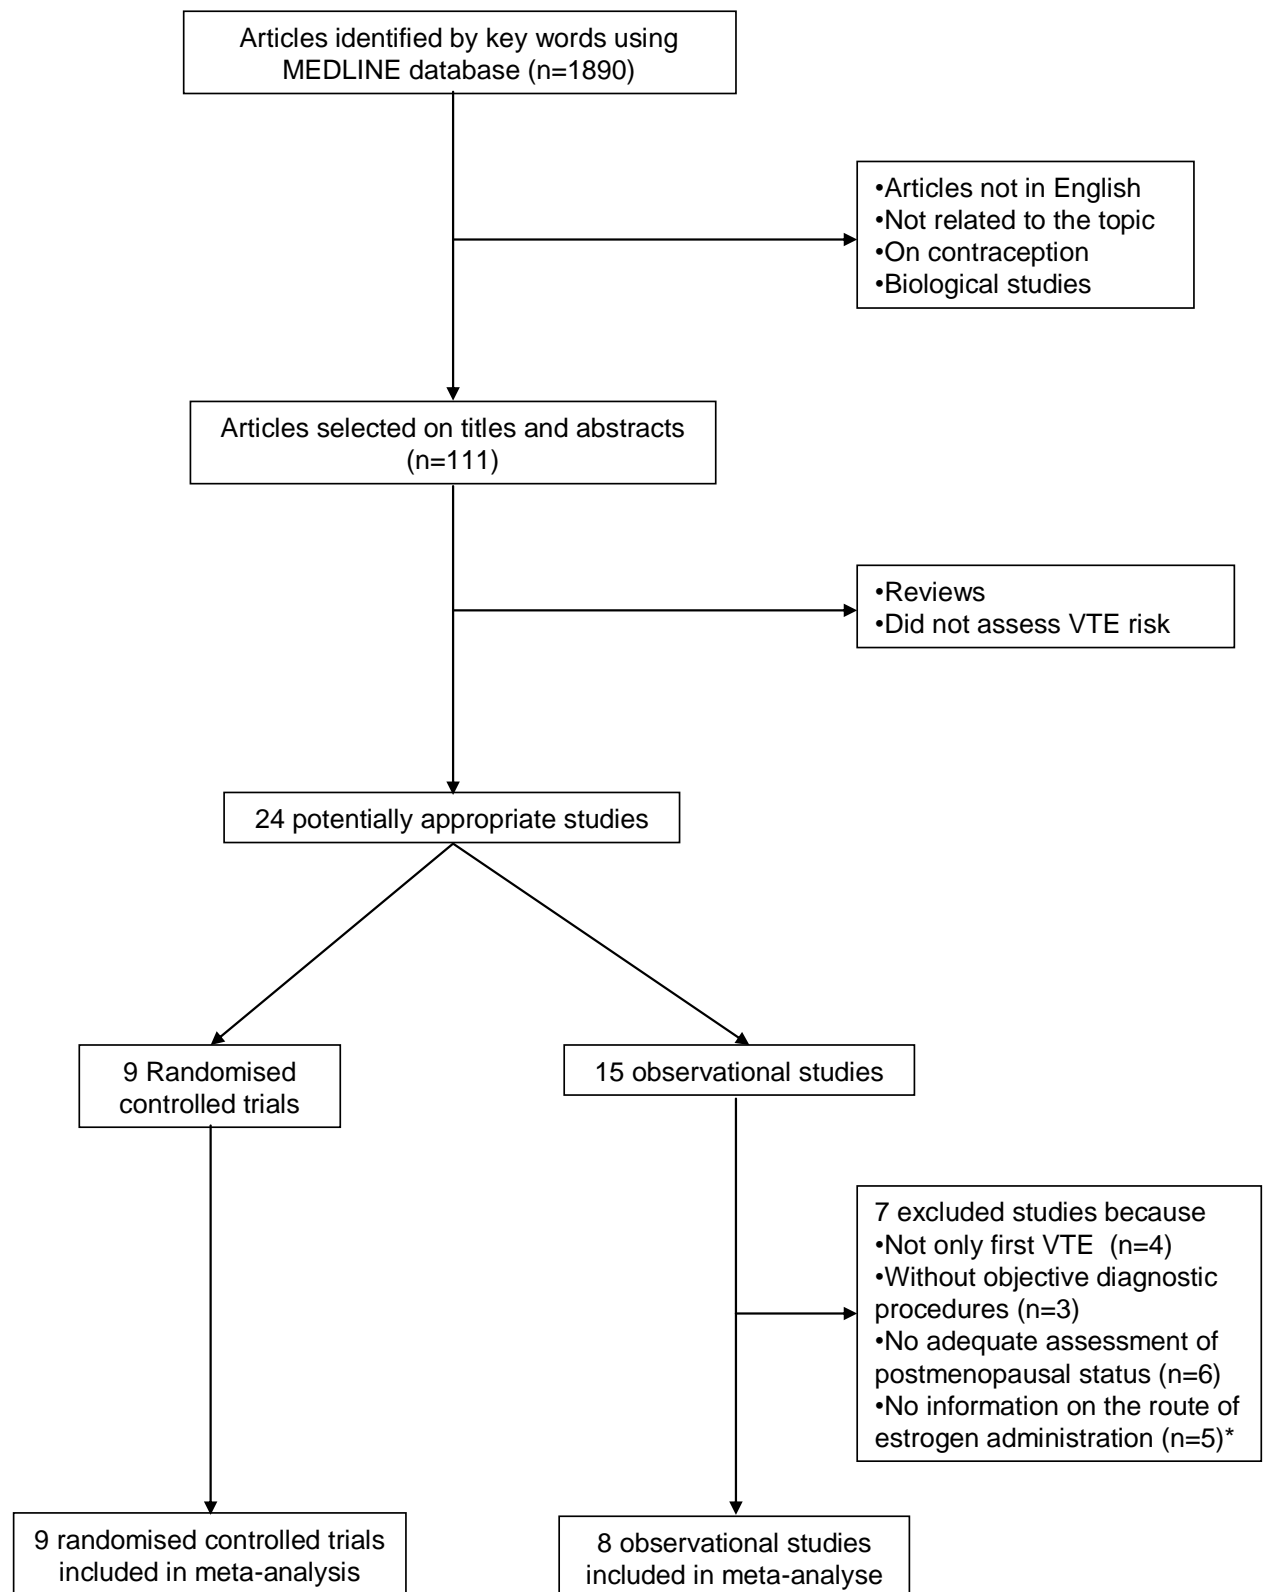 Articles identified by key words using
MEDLINE database (n=1890)
•Articles not in English
•Not related to the topic
•On contraception
•Biological studies
Articles selected on titles and abstracts
(n=111)
•Reviews
•Did not assess VTE risk
24 potentially appropriate studies
9 Randomised
controlled trials
15 observational studies
7 excluded studies because
•Not only first VTE (n=4)
•Without objective diagnostic
procedures (n=3)
•No adequate assessment of
postmenopausal status (n=6)
•No information on the route of
estrogen administration (n=5)*
9 randomised controlled trials
included in meta-analysis
8 observational studies
included in meta-analyse